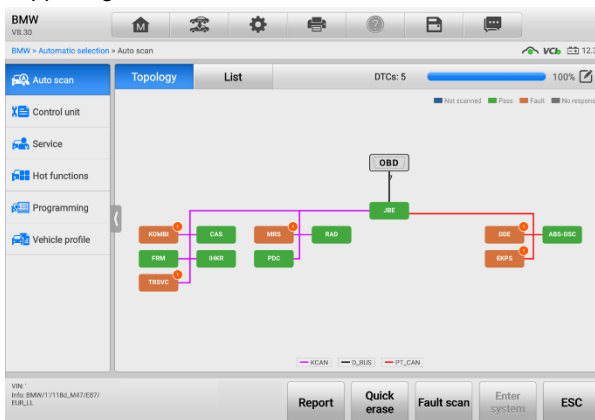 BMW
V8.30
BMW > Automatic selection > Auto scan
VCI 12.3
Auto scan
Control unit
Service
Hot functions
Programming
Vehicle profile
Topology
List
DTCs: 5
100%
Not scanned Pass Fault No respons
OBD
JBE
KOMBI CAS MRS RAD DDE ABS-DSC
FRM IHKR PDC EKPS
TRSVC
KCAN D_BUS PT_CAN
VIN:
Info: BMW/1'/118d_M47/E87/
EUR_LL
Report
Quick
erase
Fault scan
Enter
system
ESC